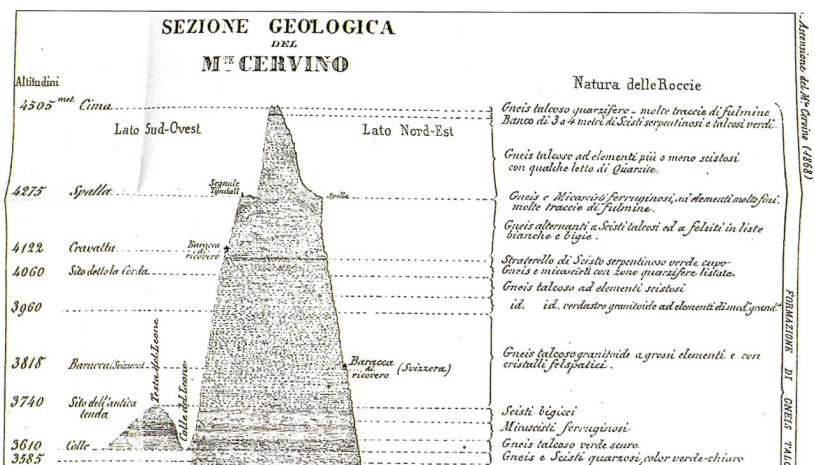 SEZIONE GEOLOGICA
DEL
MTE CERVINO
Altitudini
Natura delle Roccie
4505 met. Cima
Lato Sud-Ovest
Lato Nord-Est
Gneis talcoso quarzifero - molte traccie di fulmine
Banco di 3 a 4 metri di Scisti serpentinosi e talcosi verdi.
Gneis talcoso ad elementi più o meno scistosi
con qualche letto di Quarzite.
4275 Spalla
Segnale
Tyndall
Spalla
Gneis e Micascisti ferruginosi, ad elementi molto fini.
molte traccie di fulmine.
Gneis alternanti a Scisti talcosi ed a felsiti in liste
bianche e bigie.
4122 Cravatta
Baracca
di
ricovero
Straterello di Scisto serpentinoso verde cupo
4060 Sito detto la Corda
Gneis e micascisti con zone quarzifere listate.
Gneis talcoso ad elementi scistosi
3960
id. id. verdastro granitoide ad elementi di med. grand.a
3818 Baracca (Svizzera)
Baracca
di
ricovero (Svizzera)
Gneis talcoso granitoide a grossi elementi e con
cristalli felspatici.
Testa del Leone
Colle del Leone
3740 Sito dell'antica
tenda
Scisti bigicci
Micascisti ferruginosi
3610 Colle
Gneis talcoso verde scuro.
3585
Gneis e Scisti quarzosi, color verde-chiaro
Ascensione del Mte Cervino (1868)
FORMAZIONE DI GNEIS